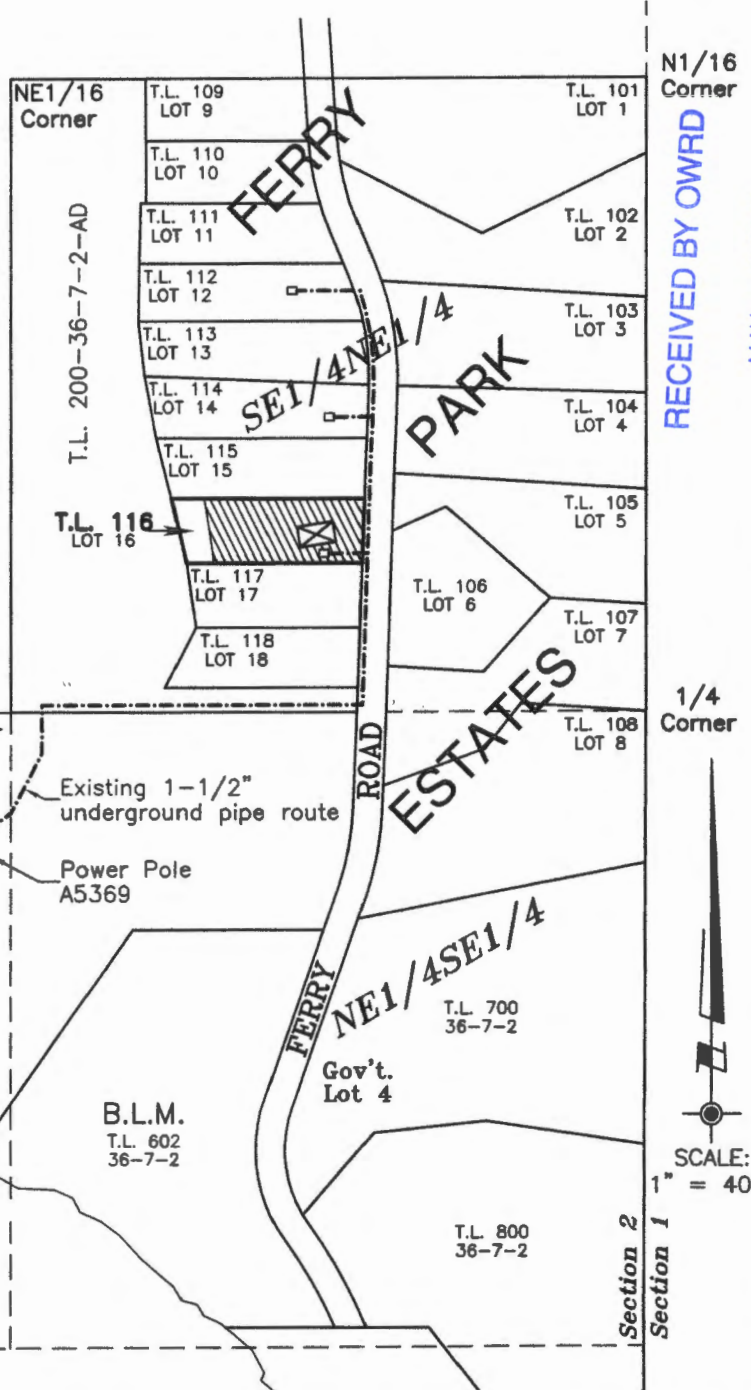 N1/16
Corner
NE1/16
Corner
T.L. 109
LOT 9
T.L. 101
LOT 1
T.L. 110
LOT 10
FERRY
T.L. 111
LOT 11
T.L. 102
LOT 2
RECEIVED BY OWRD
T.L. 200-36-7-2-AD
T.L. 112
LOT 12
T.L. 103
LOT 3
T.L. 113
LOT 13
SE1/4NE1/4
T.L. 114
LOT 14
PARK
T.L. 104
LOT 4
T.L. 115
LOT 15
T.L. 105
LOT 5
T.L. 116
LOT 16
T.L. 106
LOT 6
T.L. 117
LOT 17
T.L. 107
LOT 7
T.L. 118
LOT 18
1/4
Corner
T.L. 108
LOT 8
ESTATES
ROAD
Existing 1-1/2"
underground pipe route
Power Pole
A5369
NE1/4SE1/4
FERRY
T.L. 700
36-7-2
Gov't.
Lot 4
B.L.M.
T.L. 602
36-7-2
N
SCALE:
1" = 40
T.L. 800
36-7-2
Section 2
Section 1